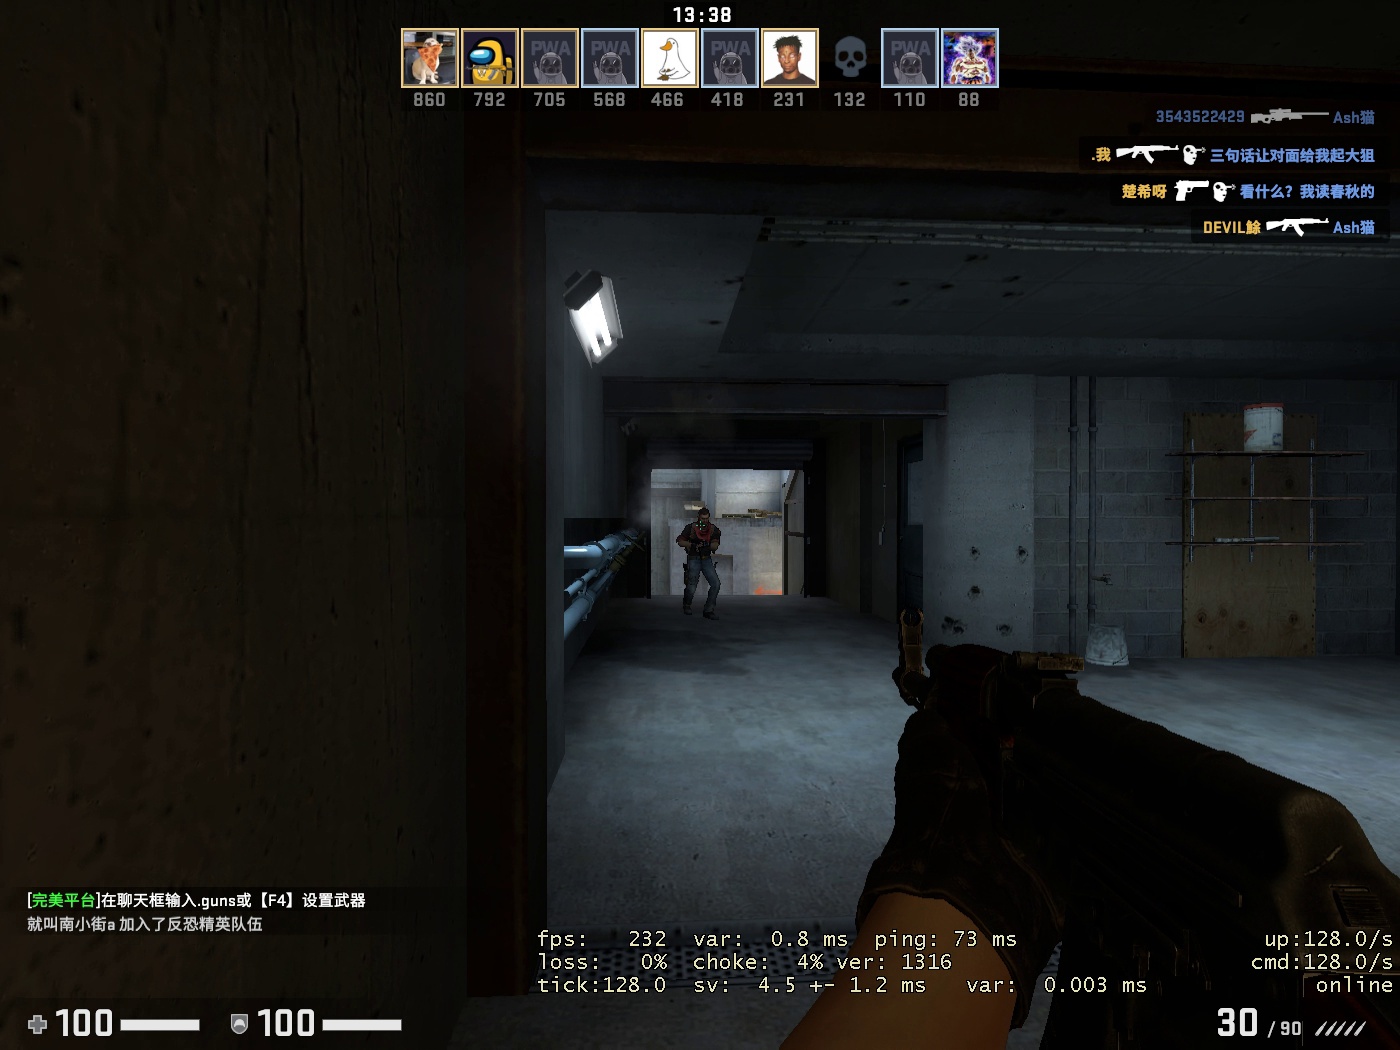 13:38
PWA PWA PWA PWA
860 792 705 568 466 418 231 132 110 88
3543522429 Ash猫
.我 三句话让对面给我起大狙
楚希呀 看什么？我读春秋的
DEVIL鮽 Ash猫
[完美平台]在聊天框输入.guns或【F4】设置武器
就叫南小街a 加入了反恐精英队伍
fps: 232 var: 0.8 ms ping: 73 ms up:128.0/s
loss: 0% choke: 4% ver: 1316 cmd:128.0/s
tick:128.0 sv: 4.5 +- 1.2 ms var: 0.003 ms online
100 100 30 / 90